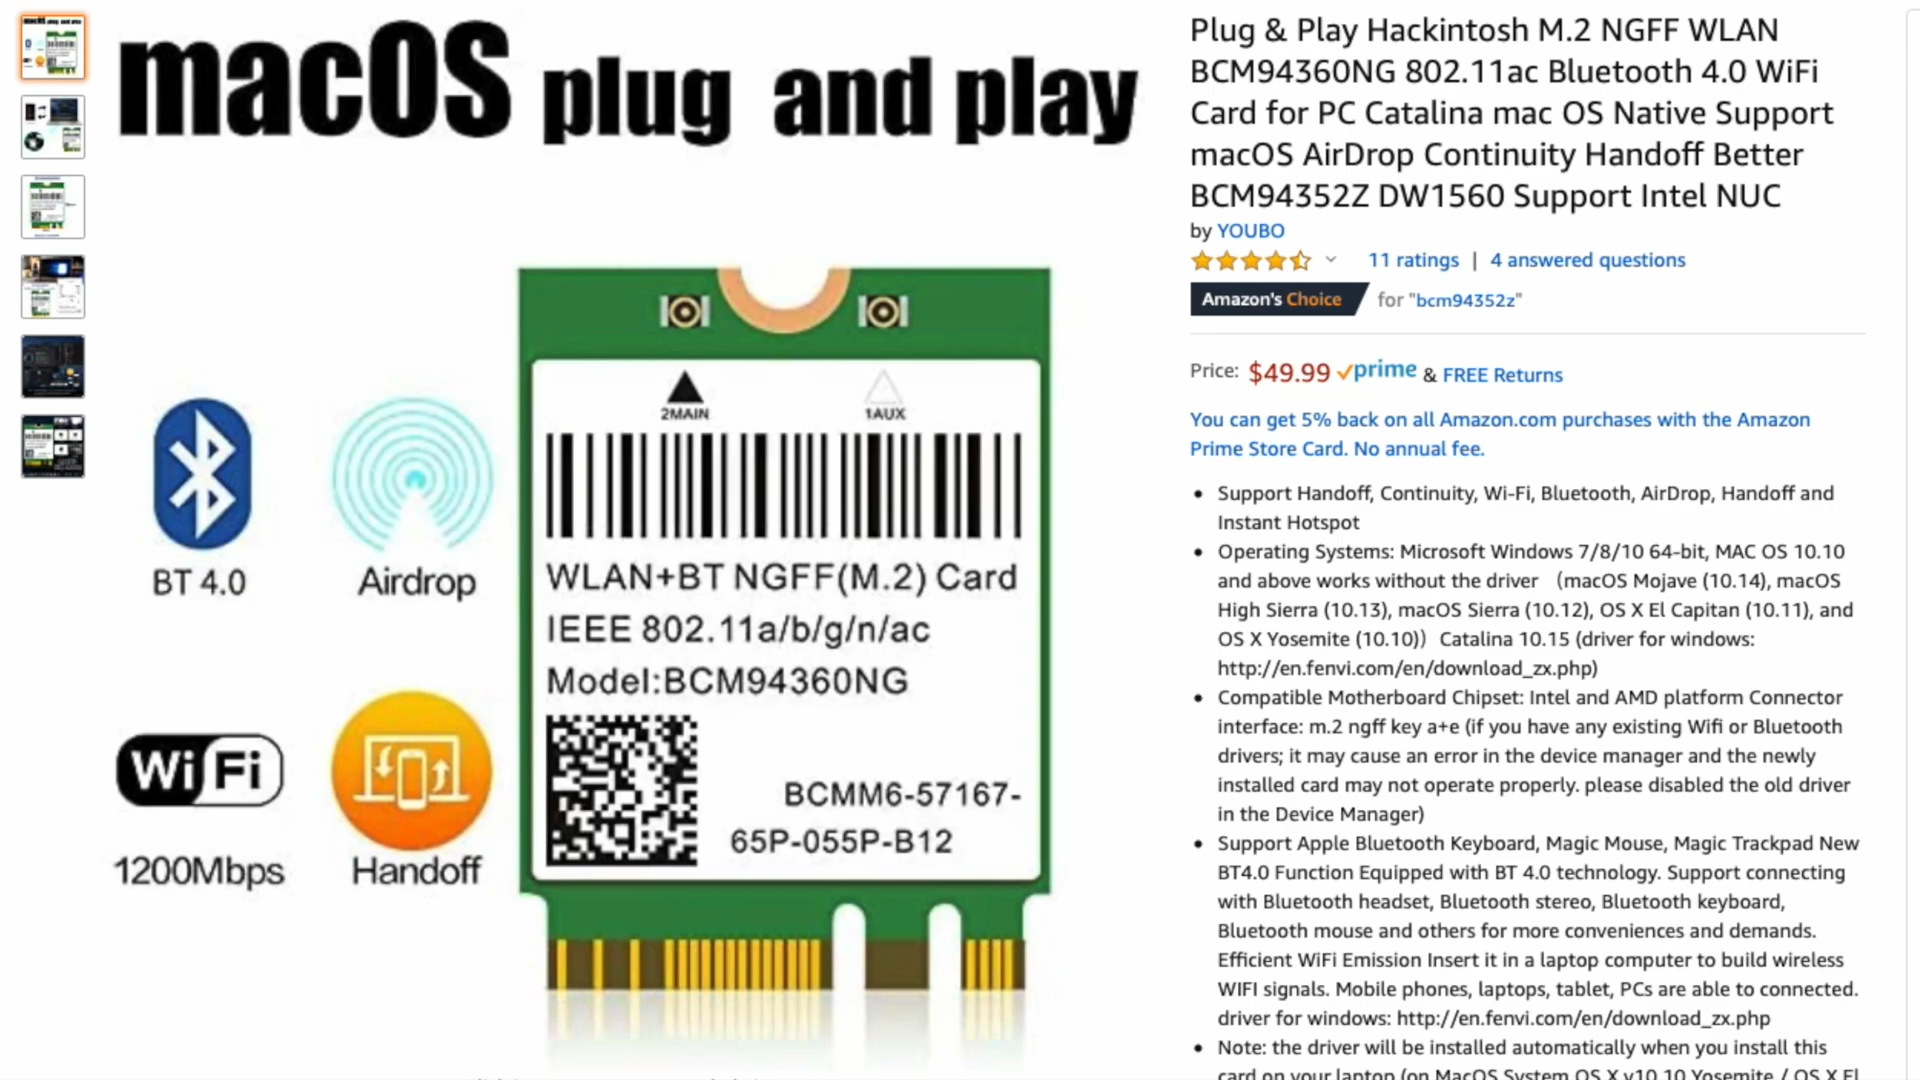 macOS plug and play
2MAIN 1AUX
WLAN+BT NGFF(M.2) Card
IEEE 802.11a/b/g/n/ac
Model:BCM94360NG
BCMM6-57167-
65P-055P-B12
BT 4.0
Airdrop
WiFi
1200Mbps
Handoff
Plug & Play Hackintosh M.2 NGFF WLAN
BCM94360NG 802.11ac Bluetooth 4.0 WiFi
Card for PC Catalina mac OS Native Support
macOS AirDrop Continuity Handoff Better
BCM94352Z DW1560 Support Intel NUC
by YOUBO
11 ratings | 4 answered questions
Amazon's Choice for "bcm94352z"
Price: $49.99 prime & FREE Returns
You can get 5% back on all Amazon.com purchases with the Amazon
Prime Store Card. No annual fee.
• Support Handoff, Continuity, Wi-Fi, Bluetooth, AirDrop, Handoff and
Instant Hotspot
• Operating Systems: Microsoft Windows 7/8/10 64-bit, MAC OS 10.10
and above works without the driver （macOS Mojave (10.14), macOS
High Sierra (10.13), macOS Sierra (10.12), OS X El Capitan (10.11), and
OS X Yosemite (10.10)） Catalina 10.15 (driver for windows:
http://en.fenvi.com/en/download_zx.php)
• Compatible Motherboard Chipset: Intel and AMD platform Connector
interface: m.2 ngff key a+e (if you have any existing Wifi or Bluetooth
drivers; it may cause an error in the device manager and the newly
installed card may not operate properly. please disabled the old driver
in the Device Manager)
• Support Apple Bluetooth Keyboard, Magic Mouse, Magic Trackpad New
BT4.0 Function Equipped with BT 4.0 technology. Support connecting
with Bluetooth headset, Bluetooth stereo, Bluetooth keyboard,
Bluetooth mouse and others for more conveniences and demands.
Efficient WiFi Emission Insert it in a laptop computer to build wireless
WIFI signals. Mobile phones, laptops, tablet, PCs are able to connected.
driver for windows: http://en.fenvi.com/en/download_zx.php
• Note: the driver will be installed automatically when you install this
card on your laptop (on MacOS System OS X v10.10 Yosemite / OS X El